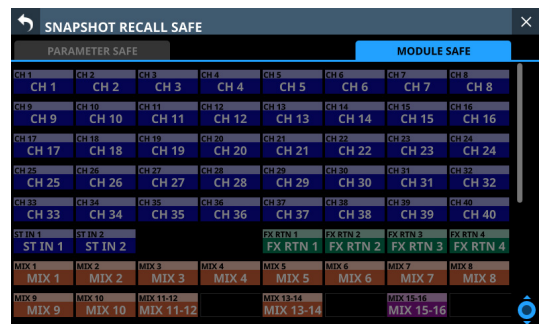 SNAPSHOT RECALL SAFE
PARAMETER SAFE MODULE SAFE
CH 1 CH 2 CH 3 CH 4 CH 5 CH 6 CH 7 CH 8
CH 1 CH 2 CH 3 CH 4 CH 5 CH 6 CH 7 CH 8
CH 9 CH 10 CH 11 CH 12 CH 13 CH 14 CH 15 CH 16
CH 9 CH 10 CH 11 CH 12 CH 13 CH 14 CH 15 CH 16
CH 17 CH 18 CH 19 CH 20 CH 21 CH 22 CH 23 CH 24
CH 17 CH 18 CH 19 CH 20 CH 21 CH 22 CH 23 CH 24
CH 25 CH 26 CH 27 CH 28 CH 29 CH 30 CH 31 CH 32
CH 25 CH 26 CH 27 CH 28 CH 29 CH 30 CH 31 CH 32
CH 33 CH 34 CH 35 CH 36 CH 37 CH 38 CH 39 CH 40
CH 33 CH 34 CH 35 CH 36 CH 37 CH 38 CH 39 CH 40
ST IN 1 ST IN 2 FX RTN 1 FX RTN 2 FX RTN 3 FX RTN 4
ST IN 1 ST IN 2 FX RTN 1 FX RTN 2 FX RTN 3 FX RTN 4
MIX 1 MIX 2 MIX 3 MIX 4 MIX 5 MIX 6 MIX 7 MIX 8
MIX 1 MIX 2 MIX 3 MIX 4 MIX 5 MIX 6 MIX 7 MIX 8
MIX 9 MIX 10 MIX 11-12 MIX 13-14 MIX 15-16
MIX 9 MIX 10 MIX 11-12 MIX 13-14 MIX 15-16